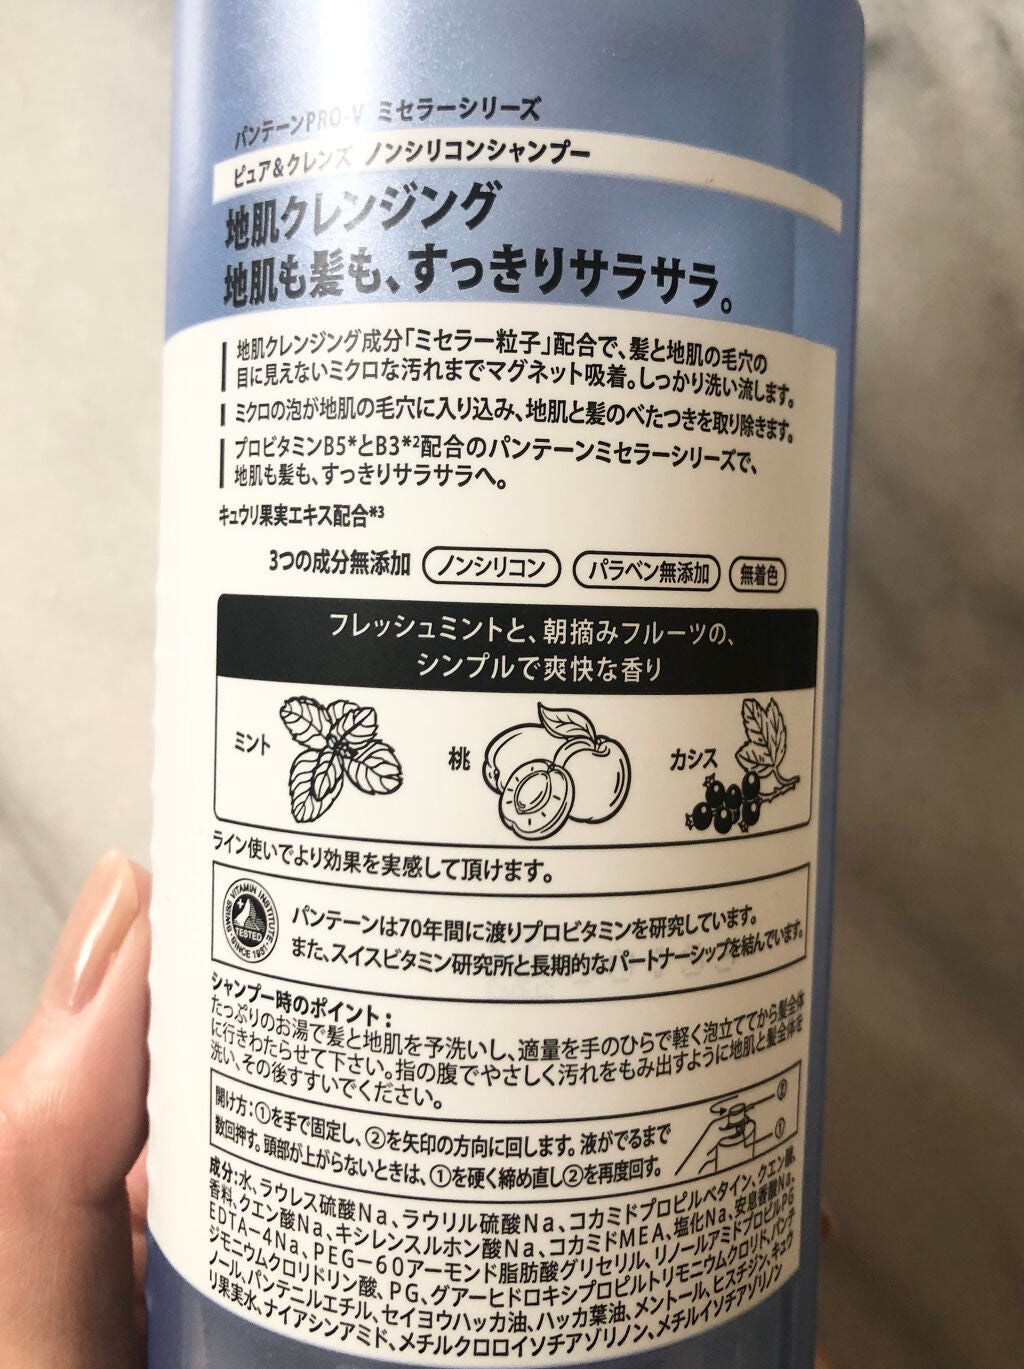 パンテーンPRO-V ミセラーシリーズ
ピュア&クレンズ ノンシリコンシャンプー
地肌クレンジング
地肌も髪も、すっきりサラサラ。
地肌クレンジング成分「ミセラー粒子」配合で、髪と地肌の毛穴の
目に見えないミクロな汚れまでマグネット吸着。しっかり洗い流します。
ミクロの泡が地肌の毛穴に入り込み、地肌と髪のべたつきを取り除きます。
プロビタミンB5*とB3*²配合のパンテーンミセラーシリーズで、
地肌も髪も、すっきりサラサラへ。
キュウリ果実エキス配合*³
3つの成分無添加 ノンシリコン パラベン無添加 無着色
フレッシュミントと、朝摘みフルーツの、
シンプルで爽快な香り
ミント 桃 カシス
ライン使いでより効果を実感して頂けます。
SWISS VITAMIN INSTITUTE
TESTED
SINCE 1931
パンテーンは70年間に渡りプロビタミンを研究しています。
また、スイスビタミン研究所と長期的なパートナーシップを結んでいます。
シャンプー時のポイント:
たっぷりのお湯で髪と地肌を予洗いし、適量を手のひらで軽く泡立ててから髪全体
に行きわたらせて下さい。指の腹でやさしく汚れをもみ出すように地肌と髪全体を
洗い、その後すすいでください。
開け方:①を手で固定し、②を矢印の方向に回します。液がでるまで
数回押す。頭部が上がらないときは、①を硬く締め直し②を再度回す。
②
①
成分:水、ラウレス硫酸Na、ラウリル硫酸Na、コカミドプロピルベタイン、クエン酸、
香料、クエン酸Na、キシレンスルホン酸Na、コカミドMEA、塩化Na、安息香酸Na、
EDTA-4Na、PEG-60アーモンド脂肪酸グリセリル、リノールアミドプロピルPG
ジモニウムクロリドリン酸、PG、グアーヒドロキシプロピルトリモニウムクロリド、パンテ
ノール、パンテニルエチル、セイヨウハッカ油、ハッカ葉油、メントール、ヒスチジン、キュウ
リ果実水、ナイアシンアミド、メチルクロロイソチアゾリノン、メチルイソチアゾリノン